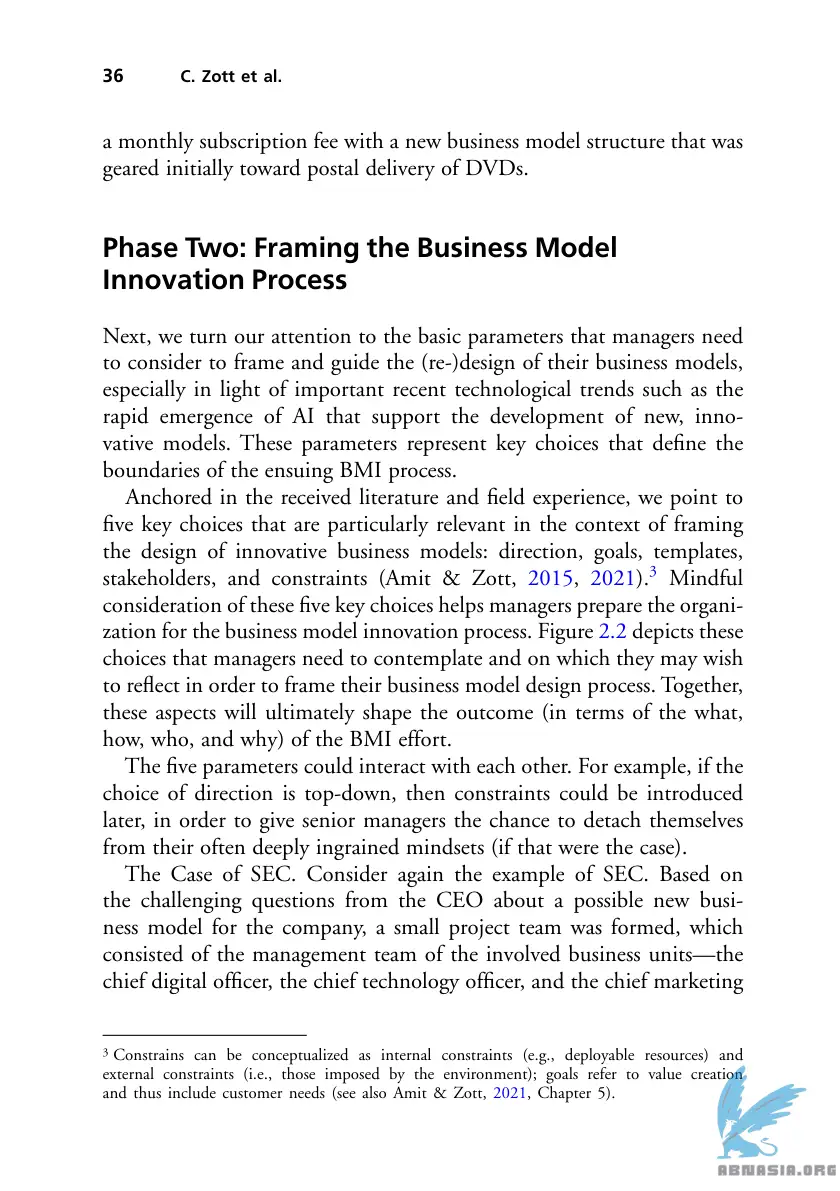 36 C. Zott et al.
a monthly subscription fee with a new business model structure that was
geared initially toward postal delivery of DVDs.
Phase Two: Framing the Business Model
Innovation Process
Next, we turn our attention to the basic parameters that managers need
to consider to frame and guide the (re-)design of their business models,
especially in light of important recent technological trends such as the
rapid emergence of AI that support the development of new, inno-
vative models. These parameters represent key choices that define the
boundaries of the ensuing BMI process.
Anchored in the received literature and field experience, we point to
five key choices that are particularly relevant in the context of framing
the design of innovative business models: direction, goals, templates,
stakeholders, and constraints (Amit & Zott, 2015, 2021).3 Mindful
consideration of these five key choices helps managers prepare the organi-
zation for the business model innovation process. Figure 2.2 depicts these
choices that managers need to contemplate and on which they may wish
to reflect in order to frame their business model design process. Together,
these aspects will ultimately shape the outcome (in terms of the what,
how, who, and why) of the BMI effort.
The five parameters could interact with each other. For example, if the
choice of direction is top-down, then constraints could be introduced
later, in order to give senior managers the chance to detach themselves
from their often deeply ingrained mindsets (if that were the case).
The Case of SEC. Consider again the example of SEC. Based on
the challenging questions from the CEO about a possible new busi-
ness model for the company, a small project team was formed, which
consisted of the management team of the involved business units—the
chief digital officer, the chief technology officer, and the chief marketing
3 Constrains can be conceptualized as internal constraints (e.g., deployable resources) and
external constraints (i.e., those imposed by the environment); goals refer to value creation
and thus include customer needs (see also Amit & Zott, 2021, Chapter 5).
ABNASIA.ORG